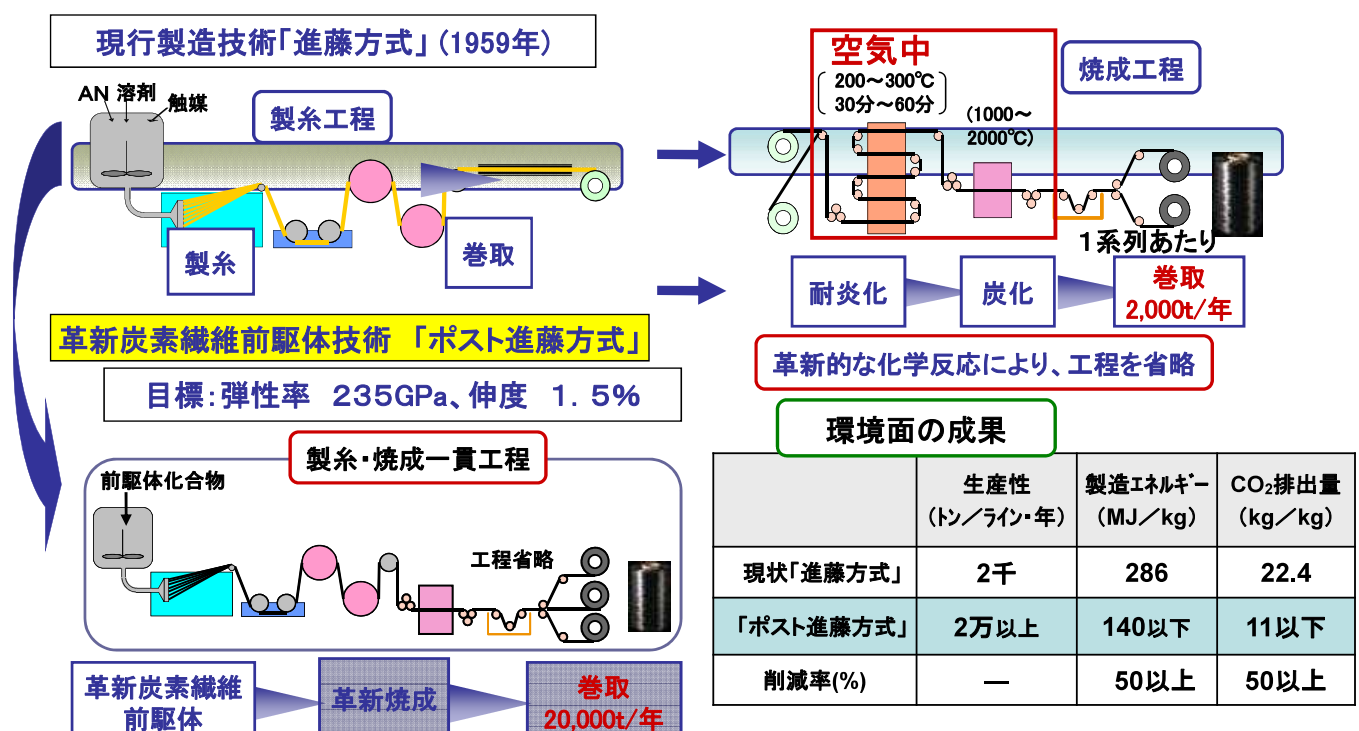 現行製造技術「進藤方式」(1959年)
AN 溶剤
触媒
製糸工程
製糸
巻取
空気中
200～300℃
30分～60分
焼成工程
(1000～
2000℃)
1系列あたり
耐炎化
炭化
巻取
2,000t/年
革新的な化学反応により、工程を省略
革新炭素繊維前駆体技術 「ポスト進藤方式」
目標：弾性率 235GPa、伸度 1．5％
製糸・焼成一貫工程
前駆体化合物
工程省略
革新炭素繊維
前駆体
革新焼成
巻取
20,000t/年
環境面の成果
生産性
(トン／ライン・年)
製造エネルギー
(MJ／kg)
CO₂排出量
(kg／kg)
現状「進藤方式」 2千 286 22.4
「ポスト進藤方式」 2万以上 140以下 11以下
削減率(%) ― 50以上 50以上